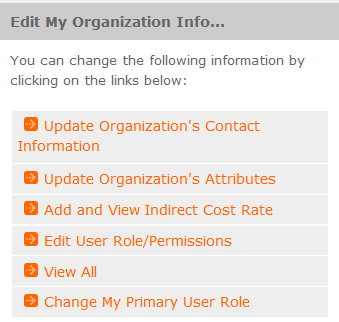 Edit My Organization Info...
You can change the following information by
clicking on the links below:
Update Organization's Contact
Information
Update Organization's Attributes
Add and View Indirect Cost Rate
Edit User Role/Permissions
View All
Change My Primary User Role